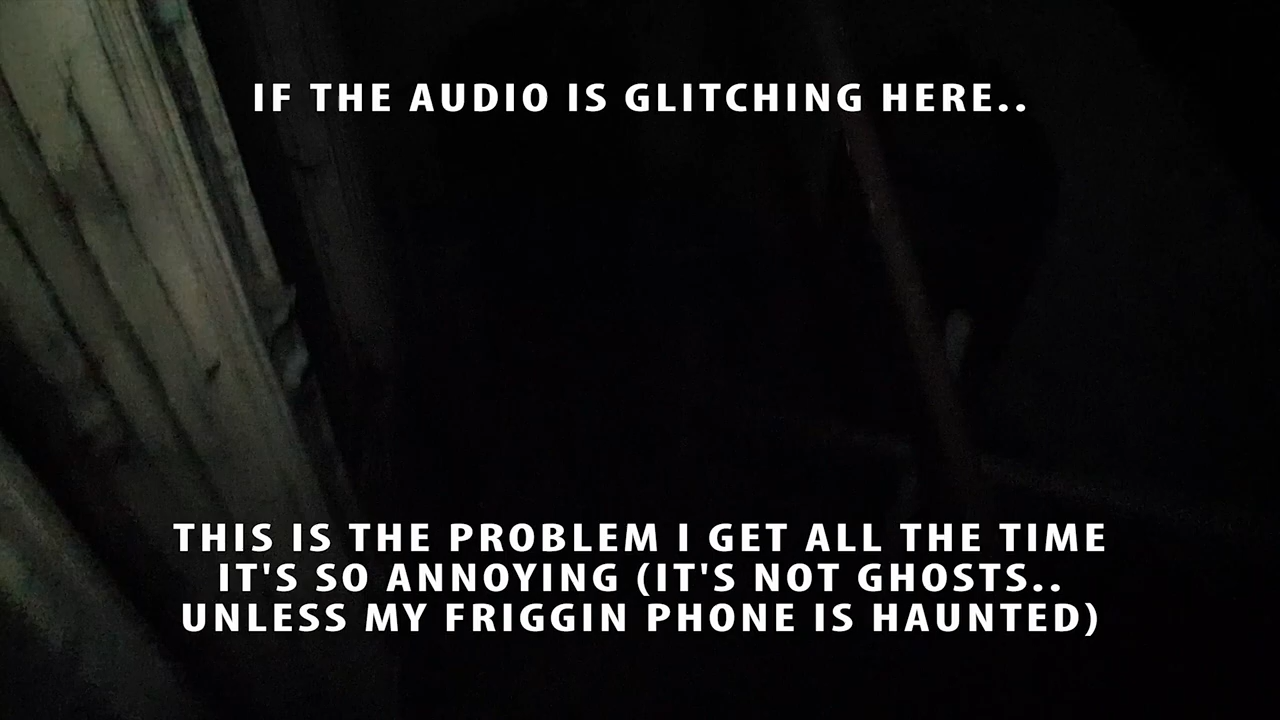 IF THE AUDIO IS GLITCHING HERE..
THIS IS THE PROBLEM I GET ALL THE TIME
IT'S SO ANNOYING (IT'S NOT GHOSTS..
UNLESS MY FRIGGIN PHONE IS HAUNTED)